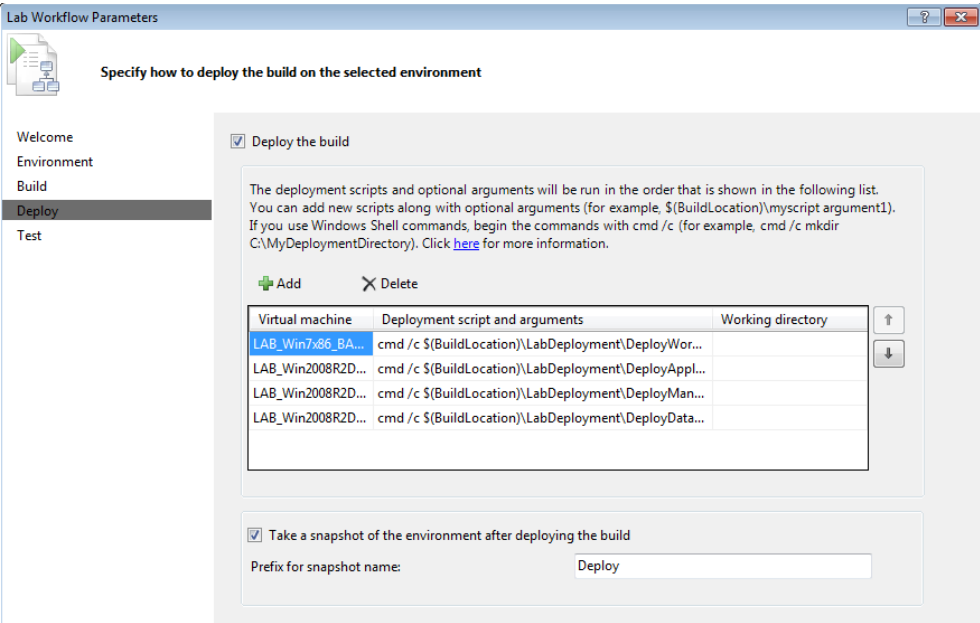 Lab Workflow Parameters
Specify how to deploy the build on the selected environment
Welcome
Environment
Build
Deploy
Test
Deploy the build
The deployment scripts and optional arguments will be run in the order that is shown in the following list.
You can add new scripts along with optional arguments (for example, $(BuildLocation)\myscript argument1).
If you use Windows Shell commands, begin the commands with cmd /c (for example, cmd /c mkdir
C:\MyDeploymentDirectory). Click here for more information.
Add Delete
Virtual machine Deployment script and arguments Working directory
LAB_Win7x86_BA... cmd /c $(BuildLocation)\LabDeployment\DeployWor...
LAB_Win2008R2D... cmd /c $(BuildLocation)\LabDeployment\DeployAppl...
LAB_Win2008R2D... cmd /c $(BuildLocation)\LabDeployment\DeployMan...
LAB_Win2008R2D... cmd /c $(BuildLocation)\LabDeployment\DeployData...
Take a snapshot of the environment after deploying the build
Prefix for snapshot name: Deploy